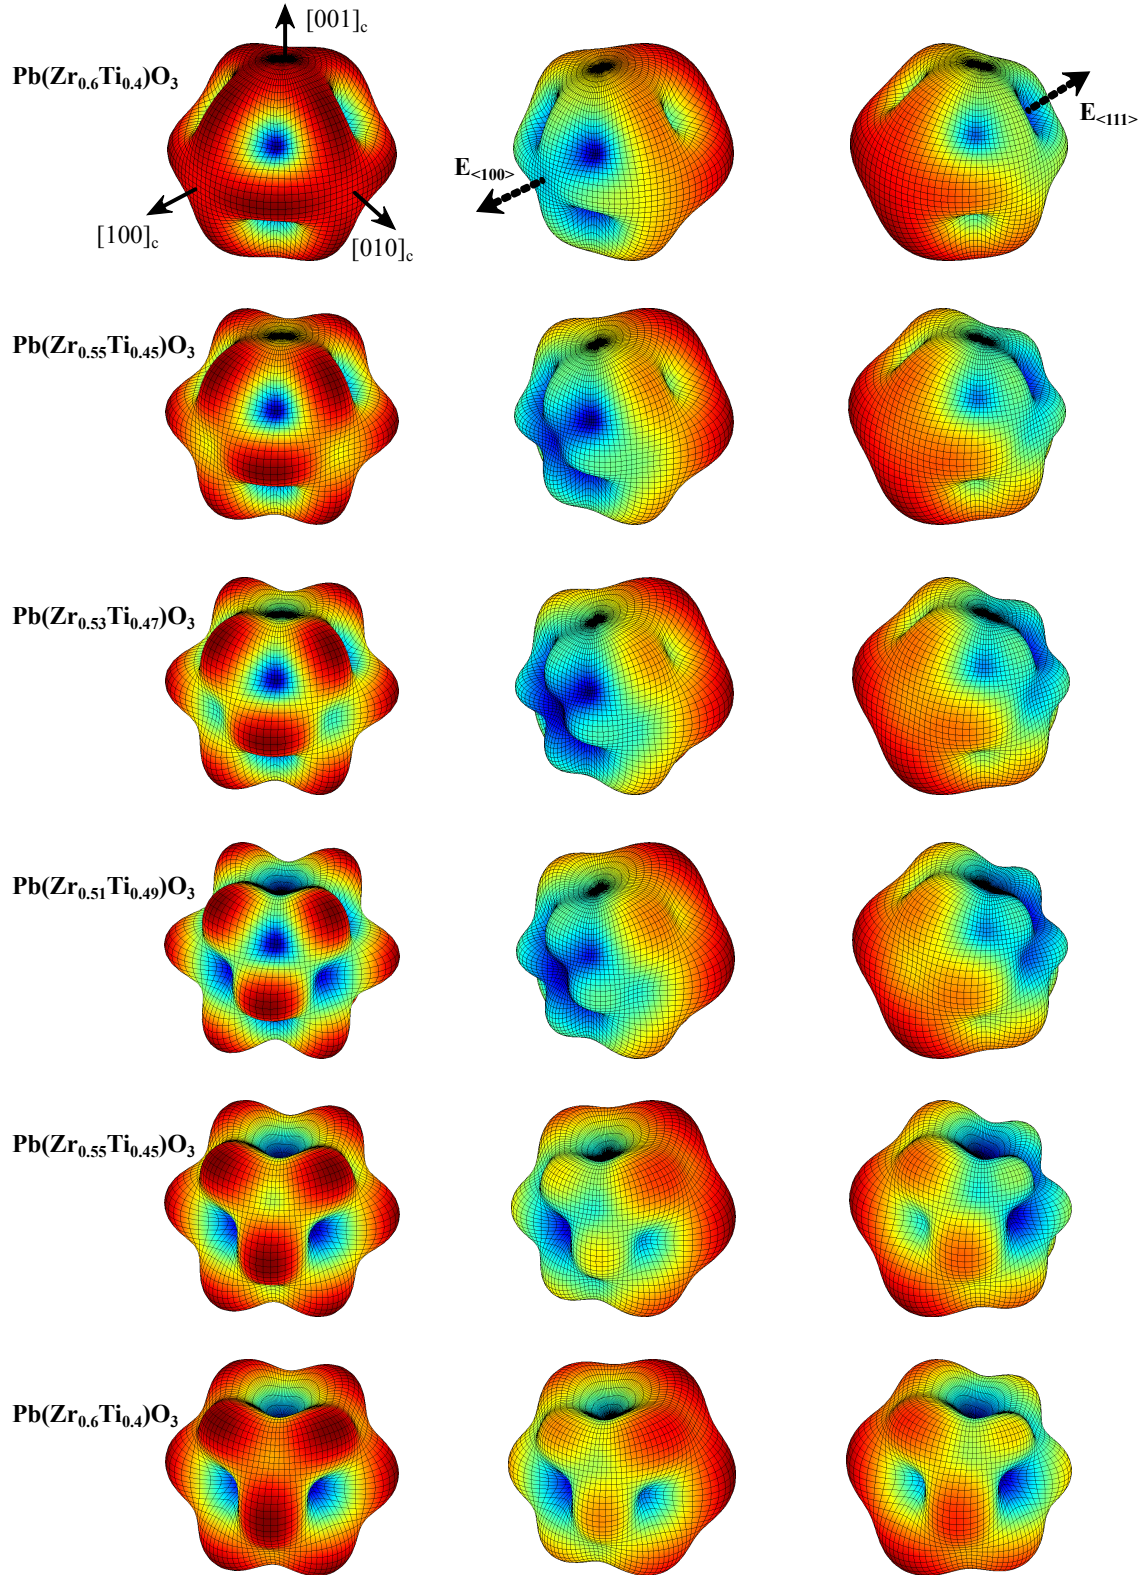 [001]c
Pb(Zr0.6Ti0.4)O3
E<111>
E<100>
[100]c
[010]c
Pb(Zr0.55Ti0.45)O3
Pb(Zr0.53Ti0.47)O3
Pb(Zr0.51Ti0.49)O3
Pb(Zr0.55Ti0.45)O3
Pb(Zr0.6Ti0.4)O3